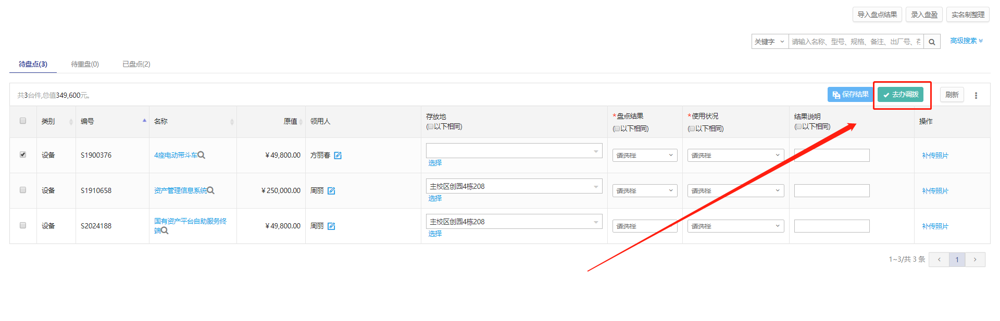 导入盘点结果 录入盘盈 实名制整理
关键字 请输入名称、型号、规格、备注、出厂号、存 高级搜索
待盘点(3) 待重盘(0) 已盘点(2)
共3台件,总值349,600元。 保存结果 去办调拨 刷新
类别 编号 名称 原值 领用人 存放地 *盘点结果 *使用状况 结果说明 操作
(以下相同) (以下相同) (以下相同) (以下相同)
设备 S1900376 4座电动带斗车 ¥49,800.00 方丽春 请选择 请选择 补传照片
选择
设备 S1910658 资产管理信息系统 ¥250,000.00 周丽 主校区创园4栋208 请选择 请选择 补传照片
选择
设备 S2024188 国有资产平台自助服务终 ¥49,800.00 周丽 主校区创园4栋208 请选择 请选择 补传照片
端 选择
1~3/共 3 条 1